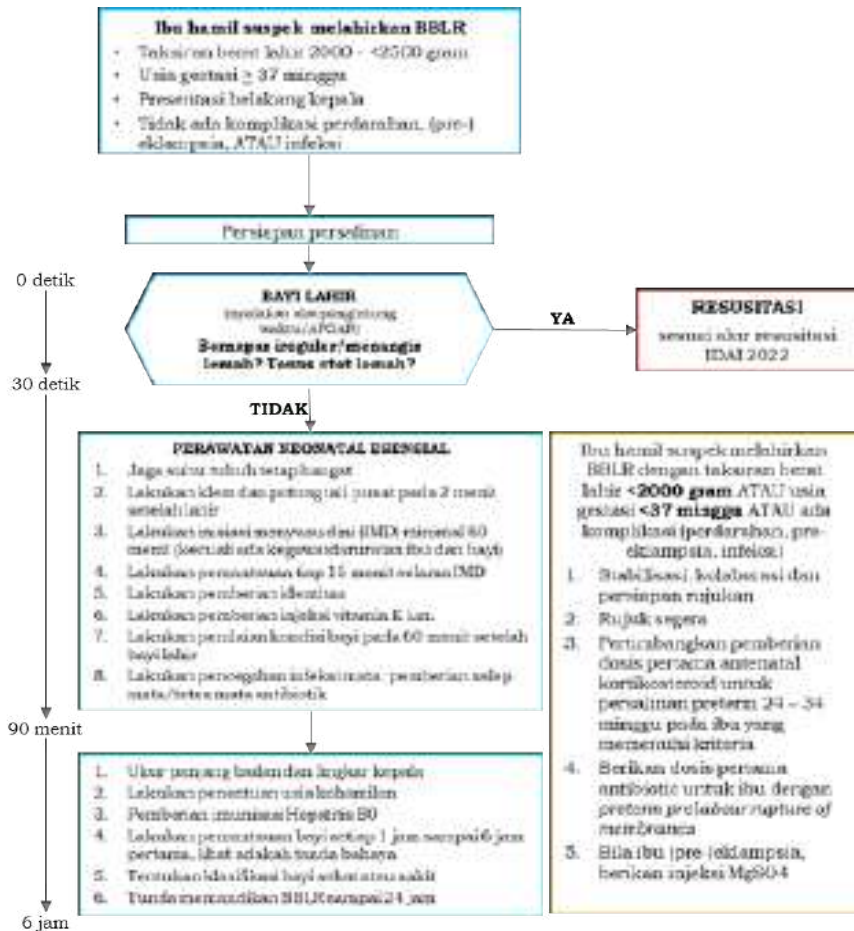 Ibu hamil suspek melahirkan BBLR
• Taksiran berat lahir 2000 - <2500 gram
• Usia gestasi ≥ 37 minggu
• Presentasi belakang kepala
• Tidak ada komplikasi perdarahan, (pre-)
eklampsia, ATAU infeksi
Persiapan persalinan
0 detik
BAYI LAHIR
waktu/APGAR)
Bernapas ireguler/menangis
lemah? Tonus otot lemah?
YA
RESUSITASI
sesuai alur resusitasi
IDAI 2022
30 detik
TIDAK
PERAWATAN NEONATAL ESENSIAL
1. Jaga suhu tubuh tetap hangat
2. Lakukan klem dan potong tali pusat pada 2 menit
setelah lahir
3. Lakukan inisiasi menyusu dini (IMD) minimal 60
menit (kecuali ada kegawatdaruratan ibu dan bayi)
4. Lakukan pemantauan tiap 15 menit selama IMD
5. Lakukan pemberian identitas
6. Lakukan pemberian injeksi vitamin K i.m.
7. Lakukan penilaian kondisi bayi pada 60 menit setelah
bayi lahir
8. Lakukan pencegahan infeksi mata, pemberian salep
mata/tetes mata antibiotik
90 menit
1. Ukur panjang badan dan lingkar kepala
2. Lakukan penentuan usia kehamilan
3. Pemberian imunisasi Hepatitis B0
4. Lakukan pemantauan bayi setiap 1 jam sampai 6 jam
pertama, lihat adakah tanda bahaya
5. Tentukan klasifikasi bayi sehat atau sakit
6. Tunda memandikan BBLR sampai 24 jam
6 jam
Ibu hamil suspek melahirkan
BBLR dengan taksiran berat
lahir <2000 gram ATAU usia
gestasi <37 minggu ATAU ada
komplikasi (perdarahan, pre-
eklampsia, infeksi)
1. Stabilisasi, kolaborasi dan
persiapan rujukan
2. Rujuk segera
3. Pertimbangkan pemberian
dosis pertama antenatal
kortikosteroid untuk
persalinan preterm 24 – 34
minggu pada ibu yang
memenuhi kriteria
4. Berikan dosis pertama
antibiotic untuk ibu dengan
preterm prelabour rupture of
membranes
5. Bila ibu (pre-)eklampsia,
berikan injeksi MgSO4